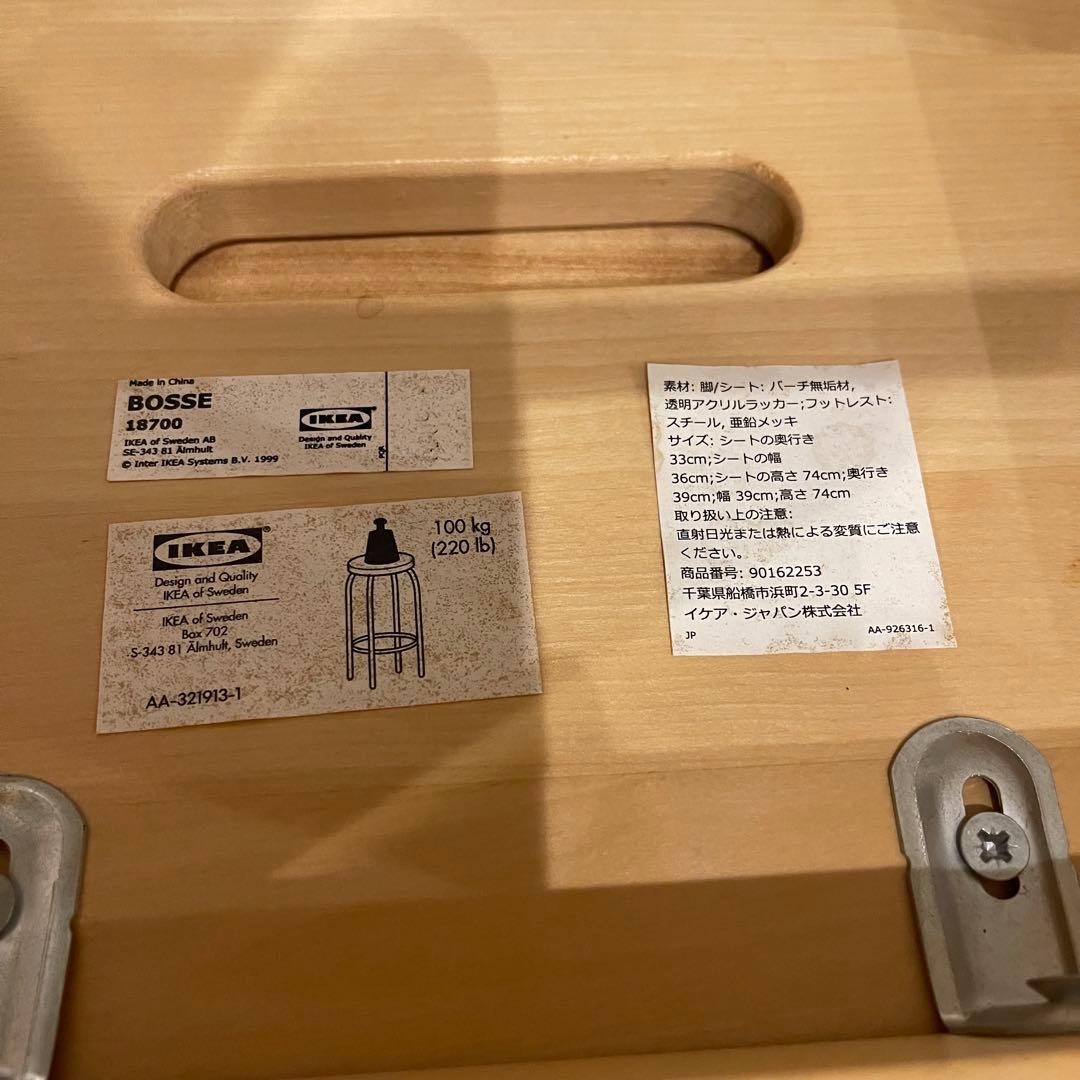 Made in China
BOSSE
18700
IKEA of Sweden AB
SE-343 81 Älmhult
© Inter IKEA Systems B.V. 1999
IKEA®
Design and Quality
IKEA of Sweden
IKEA®
Design and Quality
IKEA of Sweden
IKEA of Sweden
Box 702
S-343 81 Älmhult, Sweden
AA-321913-1
100 kg
(220 lb)
素材: 脚/シート: バーチ無垢材,
透明アクリルラッカー;フットレスト:
スチール, 亜鉛メッキ
サイズ: シートの奥行き
33cm;シートの幅
36cm;シートの高さ 74cm;奥行き
39cm;幅 39cm;高さ 74cm
取り扱い上の注意:
直射日光または熱による変質にご注意
ください。
商品番号: 90162253
千葉県船橋市浜町2-3-30 5F
イケア・ジャパン株式会社
JP AA-926316-1